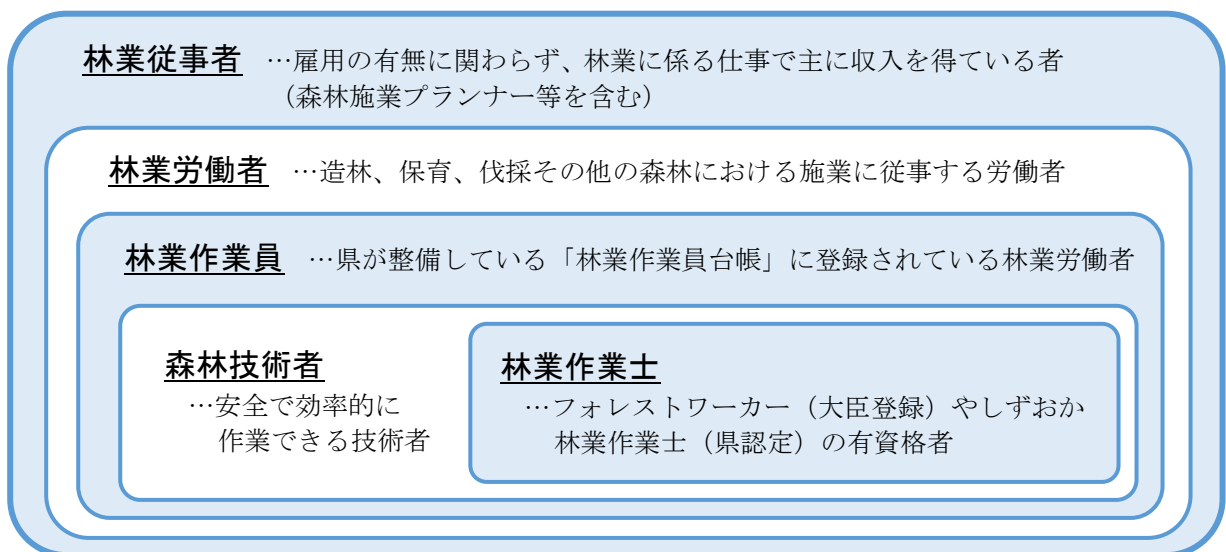 林業従事者 …雇用の有無に関わらず、林業に係る仕事で主に収入を得ている者
（森林施業プランナー等を含む）
林業労働者 …造林、保育、伐採その他の森林における施業に従事する労働者
林業作業員 …県が整備している「林業作業員台帳」に登録されている林業労働者
森林技術者
…安全で効率的に
作業できる技術者
林業作業士
…フォレストワーカー（大臣登録）やしずおか
林業作業士（県認定）の有資格者